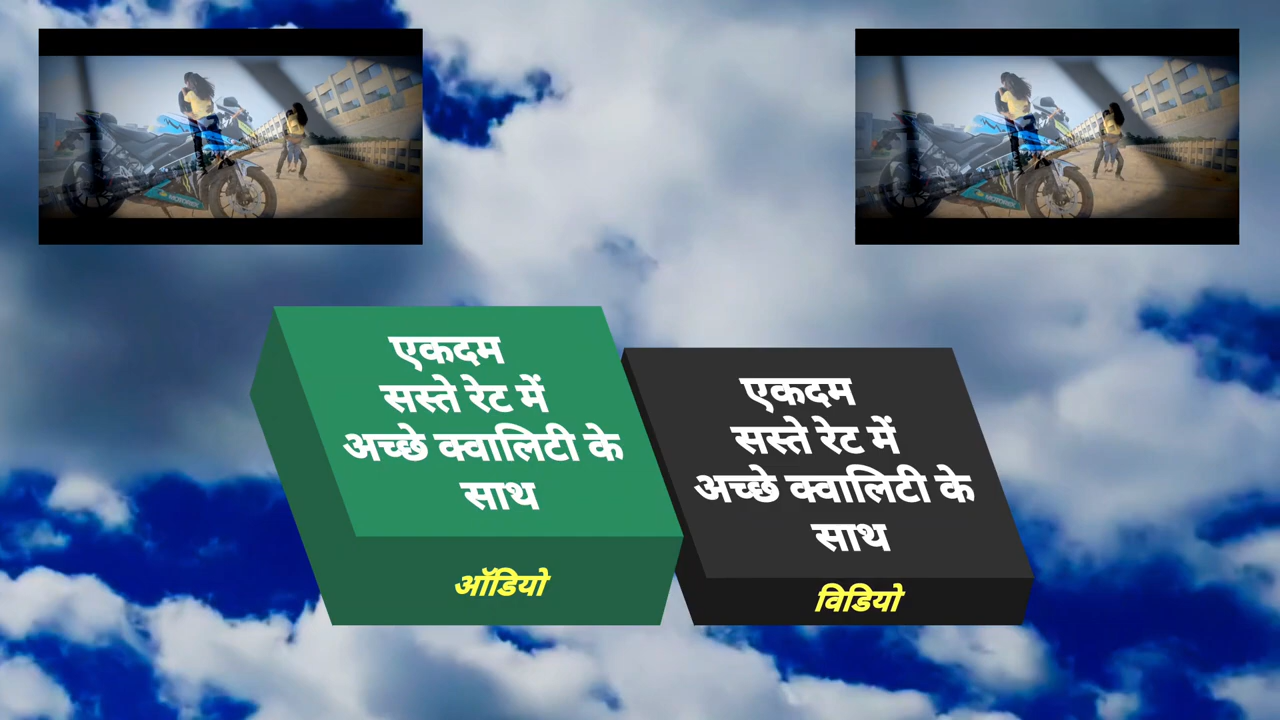 एकदम
सस्ते रेट में
अच्छे क्वालिटी के
साथ
ऑडियो
एकदम
सस्ते रेट में
अच्छे क्वालिटी के
साथ
विडियो